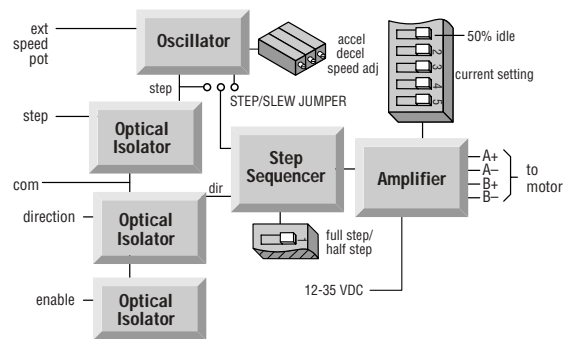 ext
speed
pot
Oscillator
accel
decel
speed adj
50% idle
2
3
4
5
current setting
step
STEP/SLEW JUMPER
step
Optical
Isolator
Step
Sequencer
Amplifier
A+
A–
B+
B–
to
motor
com
dir
direction
Optical
Isolator
1
full step/
half step
12-35 VDC
enable
Optical
Isolator